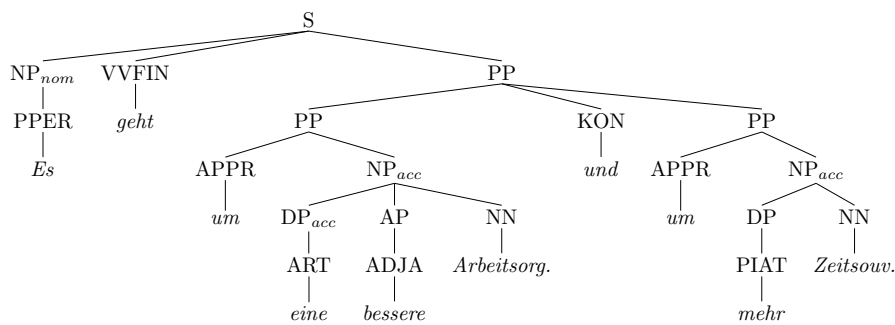 S
NP_nom VVFIN PP
PPER geht PP KON PP
Es APPR NP_acc und APPR NP_acc
um DP_acc AP NN um DP NN
ART ADJA Arbeitsorg. PIAT Zeitsouv.
eine bessere mehr